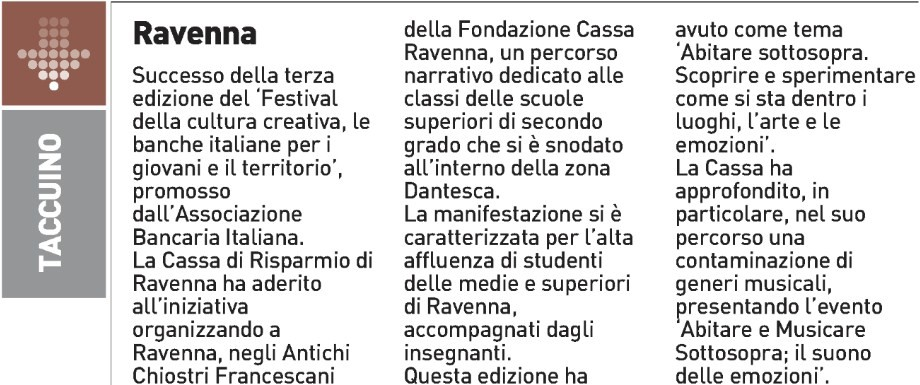 TACCUINO
Ravenna
Successo della terza
edizione del ‘Festival
della cultura creativa, le
banche italiane per i
giovani e il territorio’,
promosso
dall’Associazione
Bancaria Italiana.
La Cassa di Risparmio di
Ravenna ha aderito
all’iniziativa
organizzando a
Ravenna, negli Antichi
Chiostri Francescani
della Fondazione Cassa
Ravenna, un percorso
narrativo dedicato alle
classi delle scuole
superiori di secondo
grado che si è snodato
all’interno della zona
Dantesca.
La manifestazione si è
caratterizzata per l’alta
affluenza di studenti
delle medie e superiori
di Ravenna,
accompagnati dagli
insegnanti.
Questa edizione ha
avuto come tema
‘Abitare sottosopra.
Scoprire e sperimentare
come si sta dentro i
luoghi, l’arte e le
emozioni’.
La Cassa ha
approfondito, in
particolare, nel suo
percorso una
contaminazione di
generi musicali,
presentando l’evento
‘Abitare e Musicare
Sottosopra; il suono
delle emozioni’.